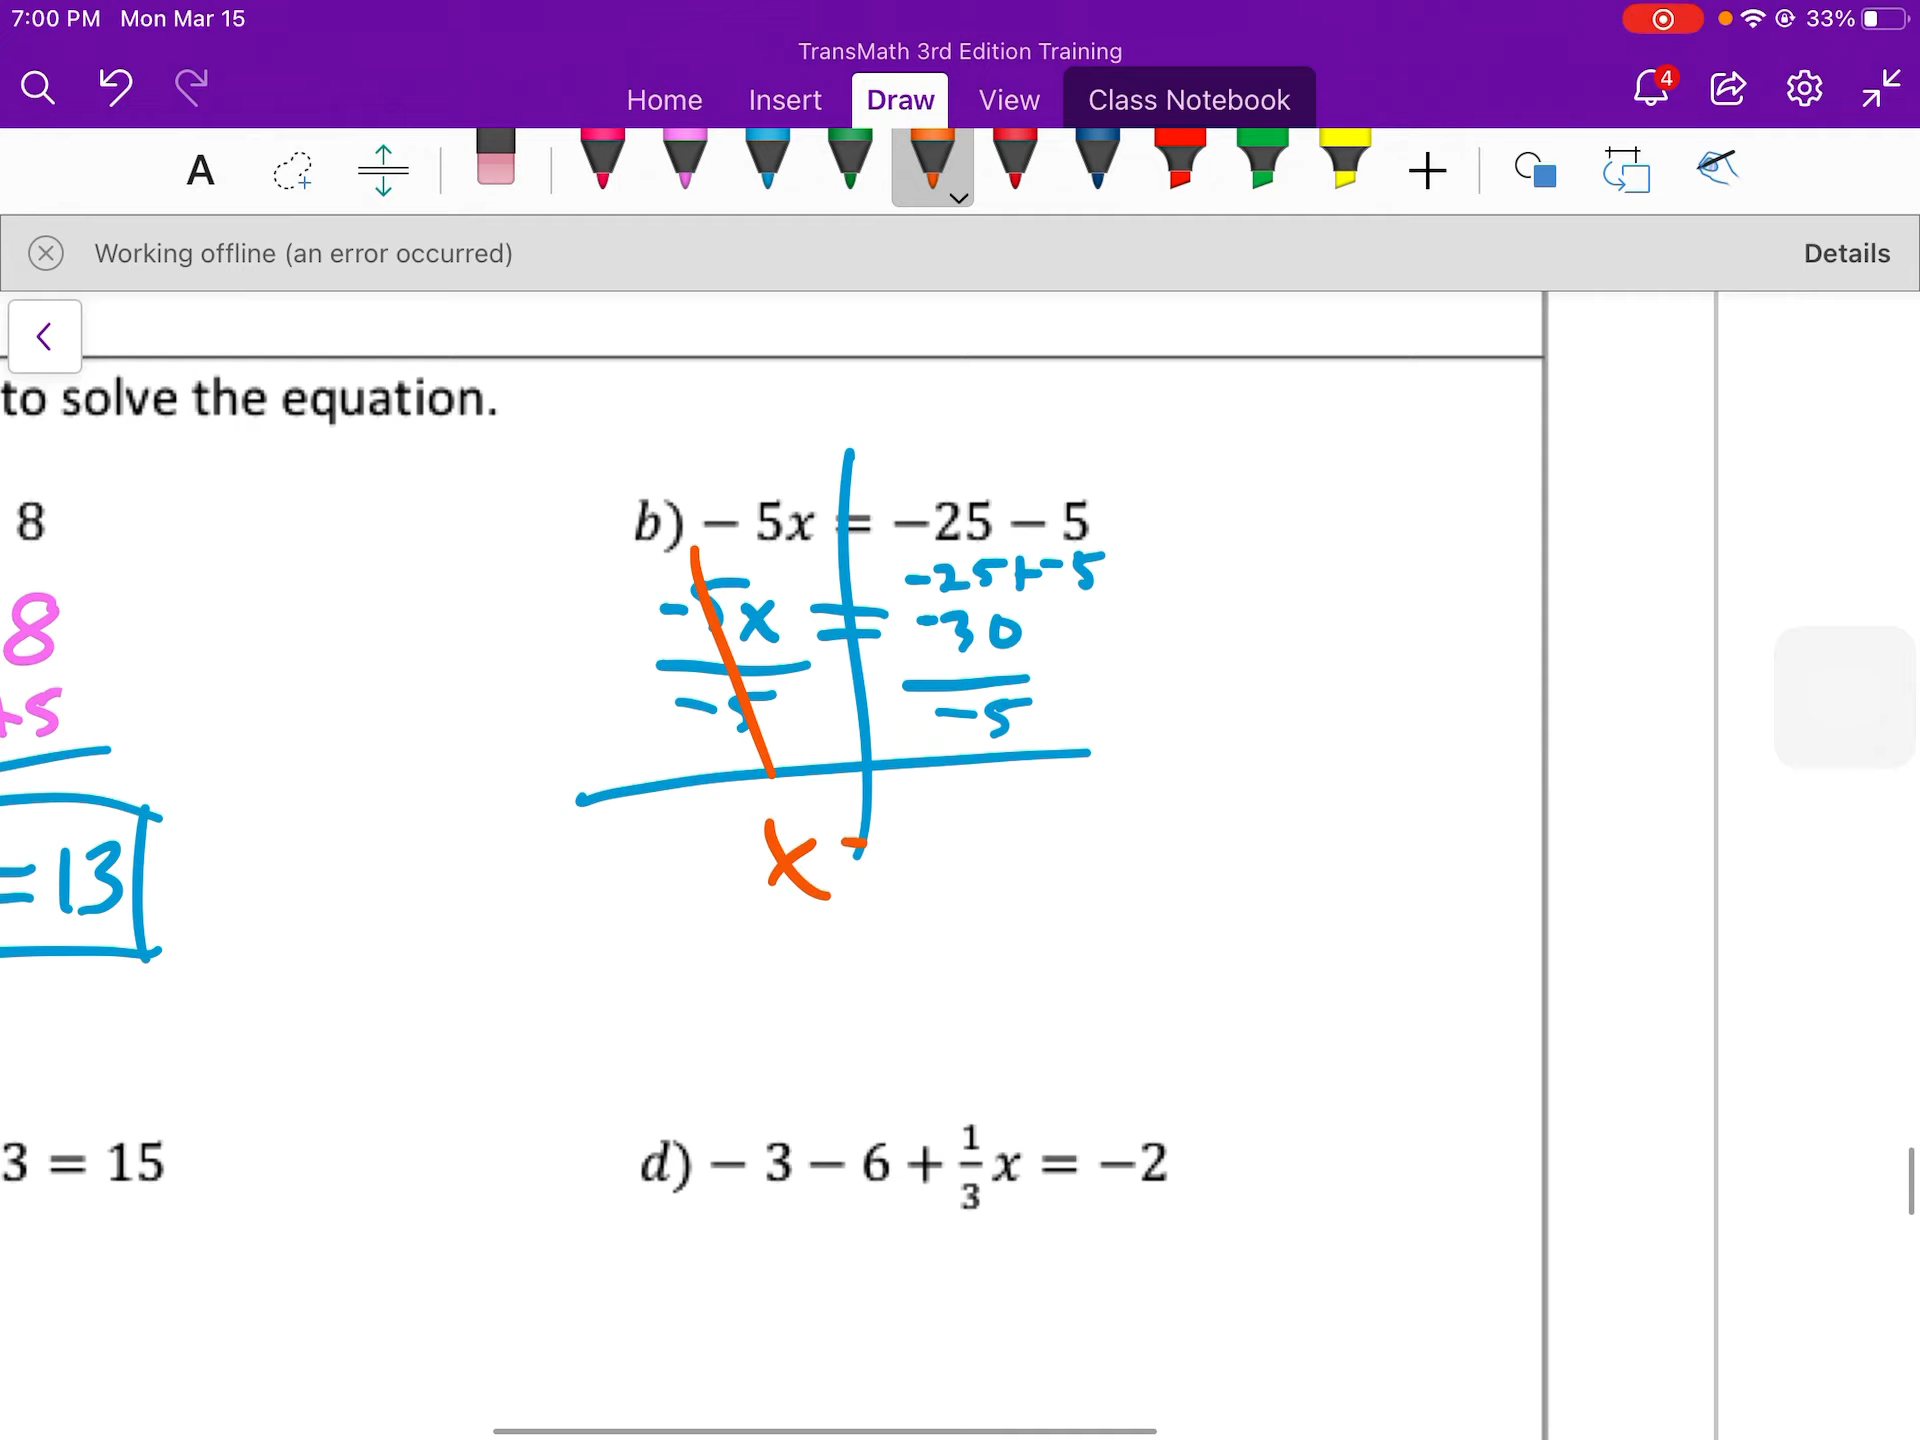 7:00 PM Mon Mar 15
33%
TransMath 3rd Edition Training
Home Insert Draw View Class Notebook
4
A
Working offline (an error occurred)
Details
to solve the equation.
8
b) − 5x = −25 − 5
-25+-5
8
-5x = -30
+5
-5 -5
x -
=13
3 = 15
d) − 3 − 6 + 1/3 x = −2